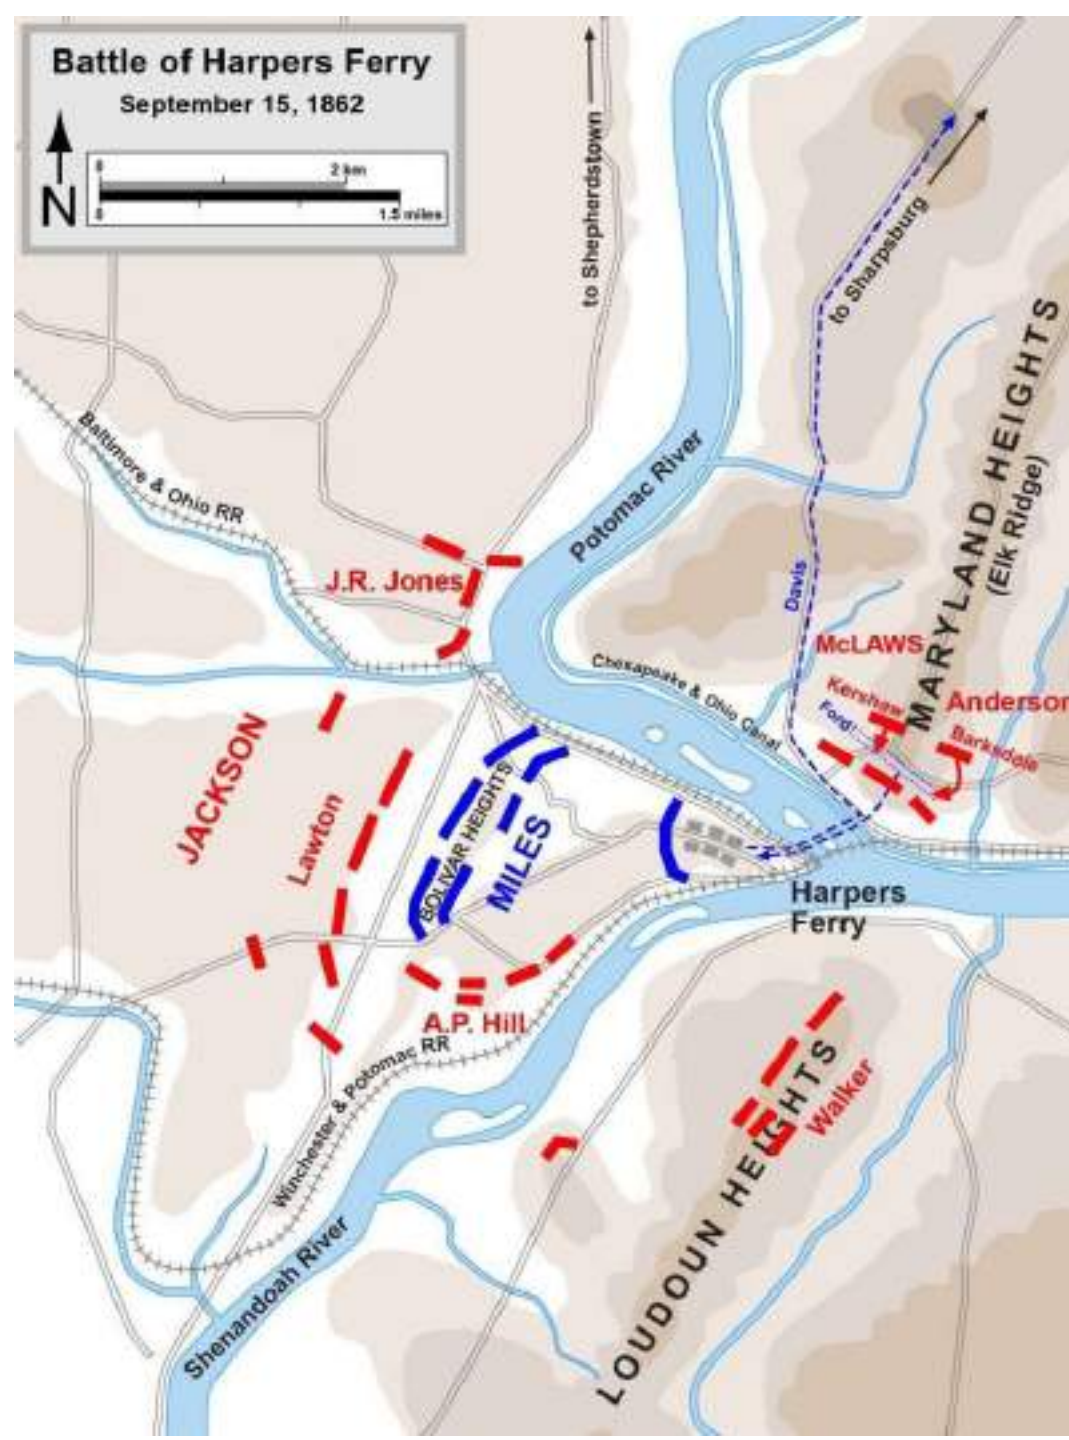 Battle of Harpers Ferry
September 15, 1862
N
0
2 km
0
1.5 miles
to Shepherdstown
to Sharpsburg
Baltimore & Ohio RR
Potomac River
MARYLAND HEIGHTS
(Elk Ridge)
J.R. Jones
Davis
McLAWS
Chesapeake & Ohio Canal
Kershaw
Ford
Anderson
Barksdale
JACKSON
Lawton
BOLIVAR HEIGHTS
MILES
Harpers
Ferry
A.P. Hill
Winchester & Potomac RR
Walker
LOUDOUN HEIGHTS
Shenandoah River